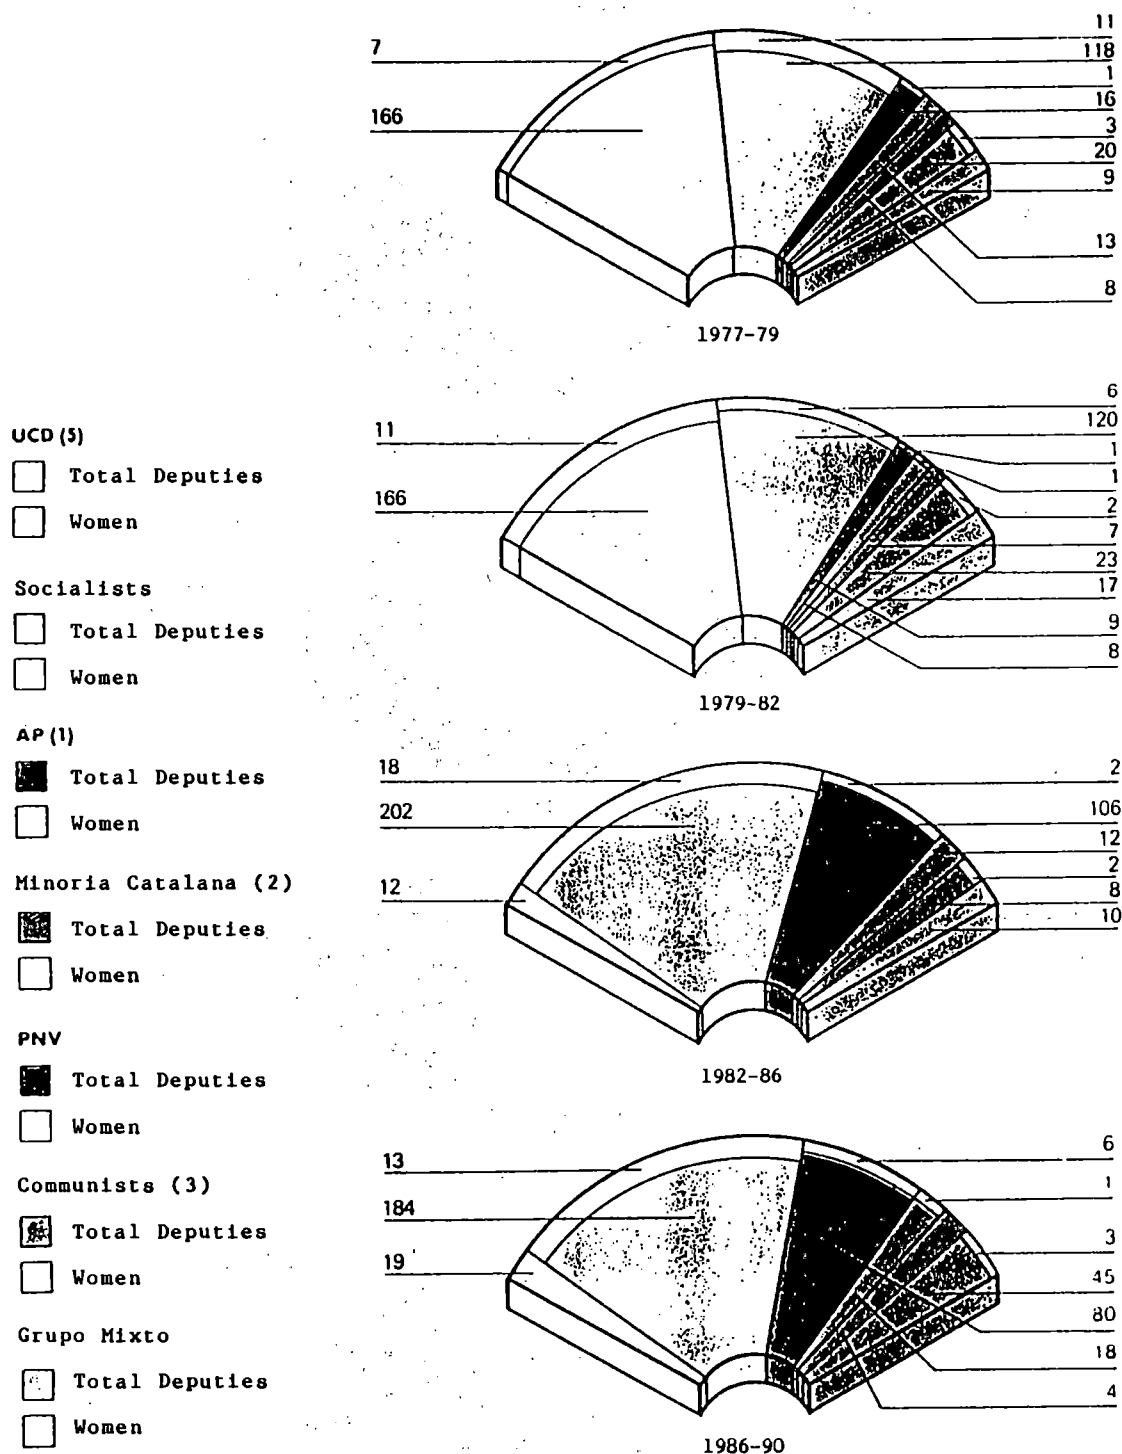 7
166
11
118
1
16
3
20
9
13
8
1977-79
UCD (5)
Total Deputies
Women
Socialists
Total Deputies
Women
AP (1)
Total Deputies
Women
Minoria Catalana (2)
Total Deputies
Women
PNV
Total Deputies
Women
Communists (3)
Total Deputies
Women
Grupo Mixto
Total Deputies
Women
11
166
6
120
1
1
2
7
23
17
9
8
1979-82
18
202
12
2
106
12
2
8
10
1982-86
13
184
19
6
1
3
45
80
18
4
1986-90